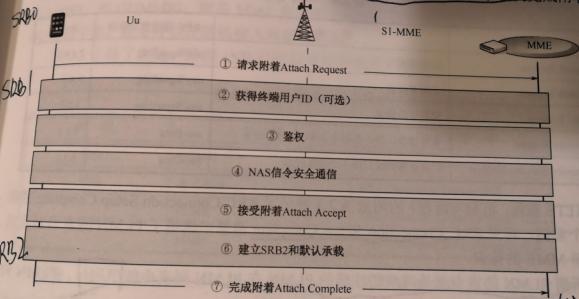 SRB0
Uu
S1-MME
MME
① 请求附着Attach Request
SRB1
② 获得终端用户ID（可选）
③ 鉴权
④ NAS信令安全通信
⑤ 接受附着Attach Accept
RB2
⑥ 建立SRB2和默认承载
⑦ 完成附着Attach Complete